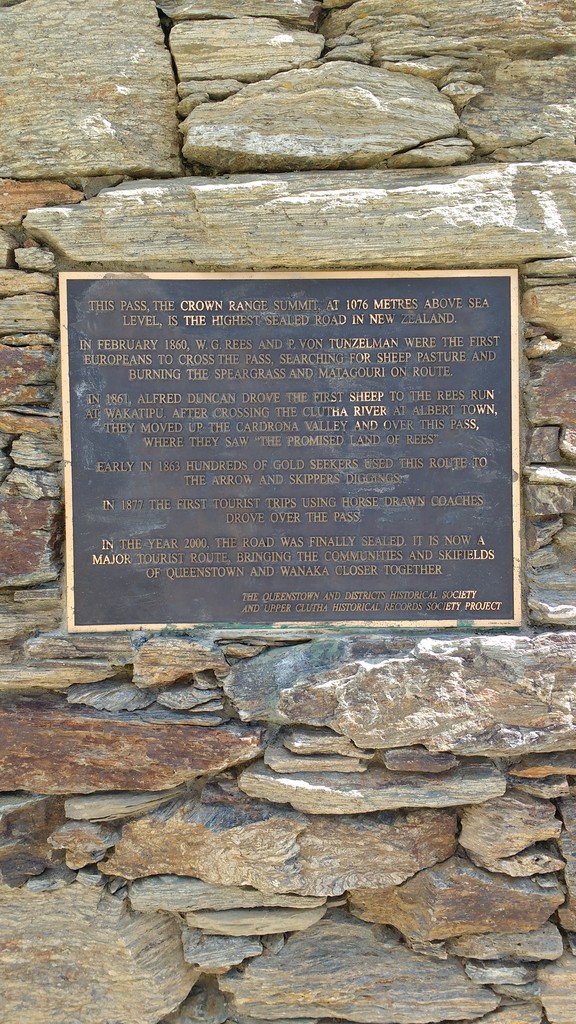 THIS PASS, THE CROWN RANGE SUMMIT, AT 1076 METRES ABOVE SEA
LEVEL, IS THE HIGHEST SEALED ROAD IN NEW ZEALAND.
IN FEBRUARY 1860, W. G. REES AND P. VON TUNZELMAN WERE THE FIRST
EUROPEANS TO CROSS THE PASS, SEARCHING FOR SHEEP PASTURE AND
BURNING THE SPEARGRASS AND MATAGOURI ON ROUTE.
IN 1861, ALFRED DUNCAN DROVE THE FIRST SHEEP TO THE REES RUN
AT WAKATIPU. AFTER CROSSING THE CLUTHA RIVER AT ALBERT TOWN,
THEY MOVED UP THE CARDRONA VALLEY AND OVER THIS PASS,
WHERE THEY SAW "THE PROMISED LAND OF REES".
EARLY IN 1863 HUNDREDS OF GOLD SEEKERS USED THIS ROUTE TO
THE ARROW AND SKIPPERS DIGGINGS.
IN 1877 THE FIRST TOURIST TRIPS USING HORSE DRAWN COACHES
DROVE OVER THE PASS.
IN THE YEAR 2000, THE ROAD WAS FINALLY SEALED. IT IS NOW A
MAJOR TOURIST ROUTE, BRINGING THE COMMUNITIES AND SKIFIELDS
OF QUEENSTOWN AND WANAKA CLOSER TOGETHER.
THE QUEENSTOWN AND DISTRICTS HISTORICAL SOCIETY
AND UPPER CLUTHA HISTORICAL RECORDS SOCIETY PROJECT